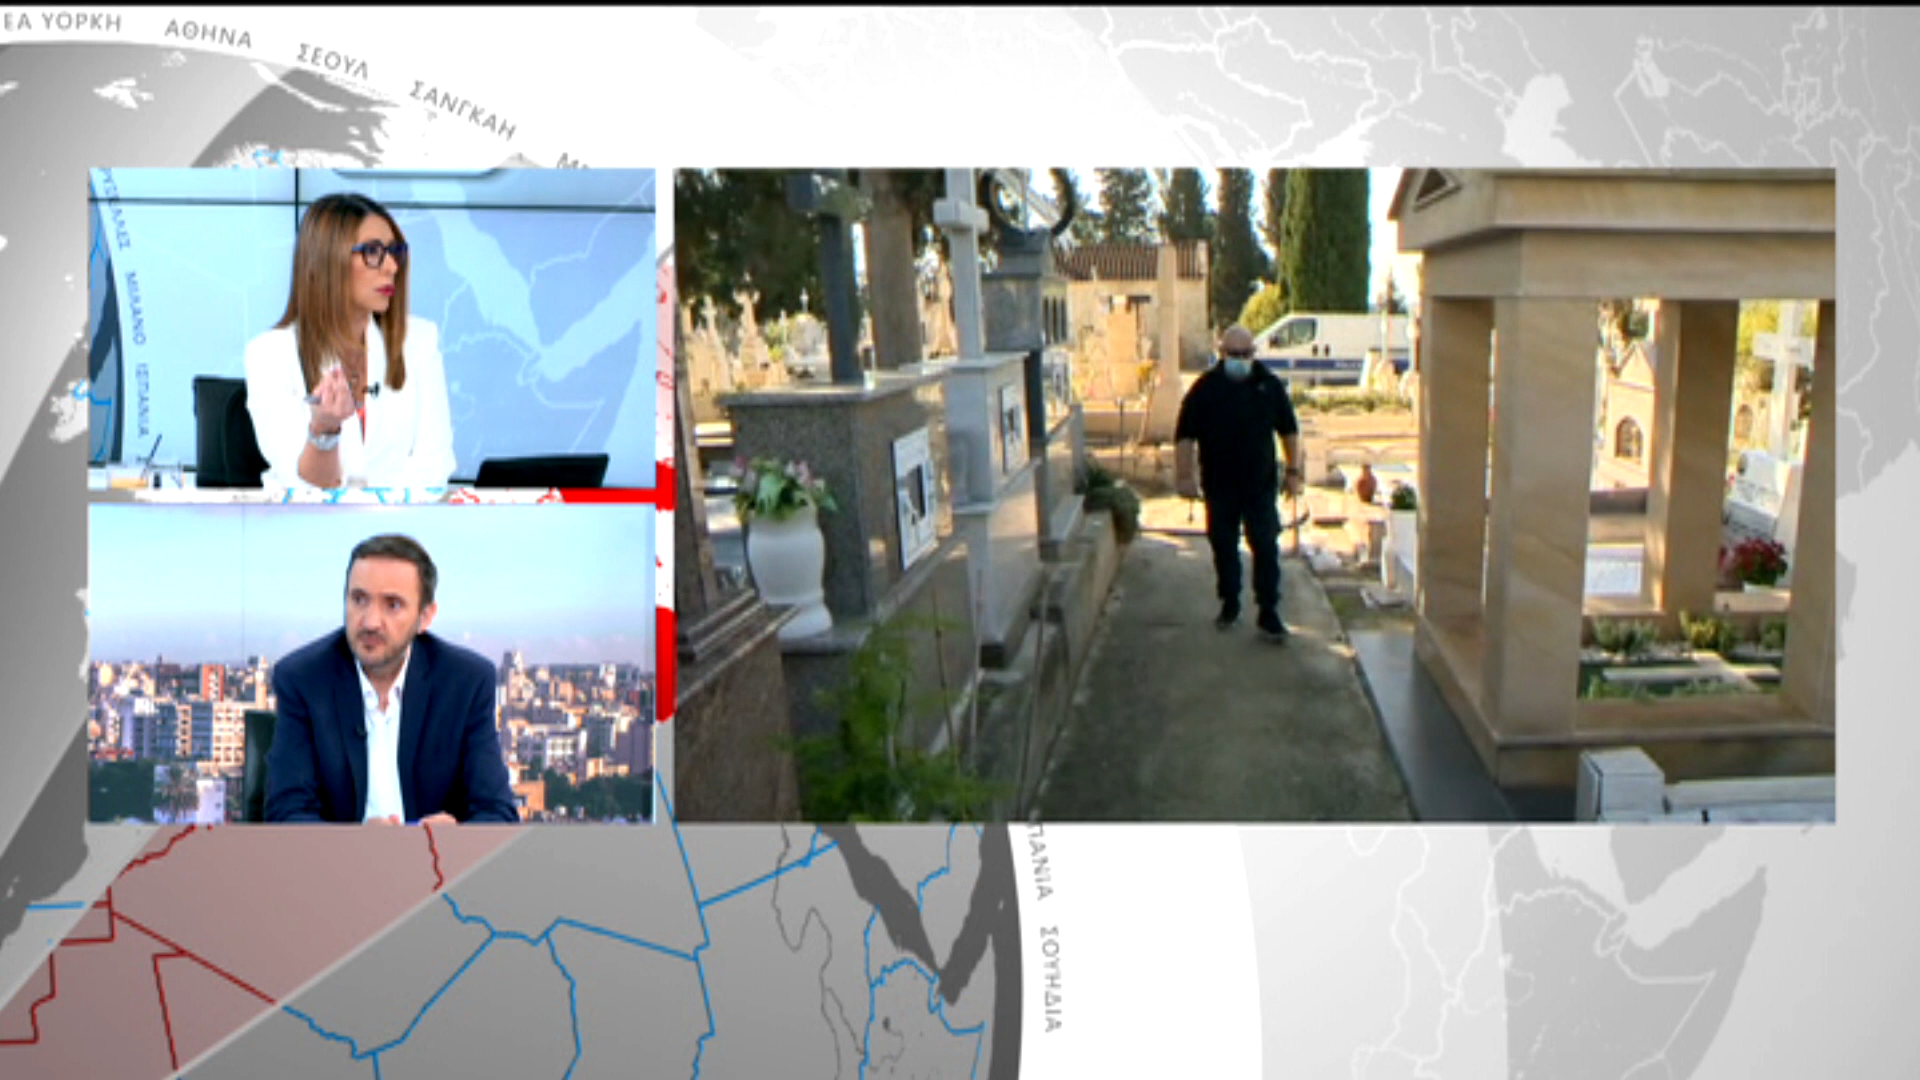 ΕΑ ΥΟΡΚΗ
ΑΘΗΝΑ
ΣΕΟΥΛ
ΣΑΝΓΚΑΗ
ΜΙΛΑΝΟ
ΙΣΠΑΝΙΑ
ΠΑΝΙΑ
ΣΟΥΗΔΙΑ